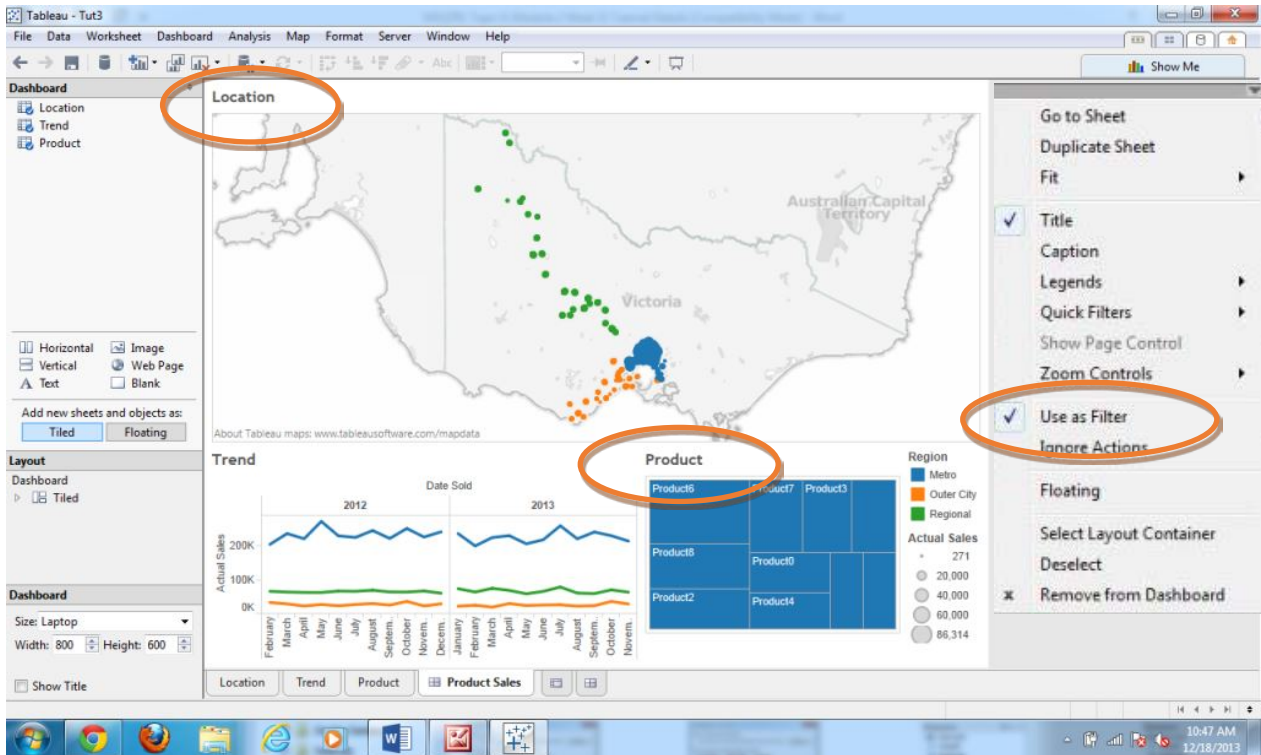 Tableau - Tut3
File Data Worksheet Dashboard Analysis Map Format Server Window Help
Abc
Show Me
Dashboard
Location
Trend
Product
Horizontal Image
Vertical Web Page
A Text Blank
Add new sheets and objects as:
Tiled Floating
Layout
Dashboard
Tiled
Dashboard
Size: Laptop
Width: 800 Height: 600
Show Title
Location
Australian Capital
Territory
Victoria
About Tableau maps: www.tableausoftware.com/mapdata
Trend
Date Sold
2012 2013
Actual Sales
200K
100K
0K
February
March
April
May
June
July
August
Septem..
October
Novem..
Decem..
January
February
March
April
May
June
July
August
Septem..
October
Novem..
Product
Product6 Product7 Product3
Product8
Product0
Product2
Product4
Region
Metro
Outer City
Regional
Actual Sales
271
20,000
40,000
60,000
86,314
Go to Sheet
Duplicate Sheet
Fit
Title
Caption
Legends
Quick Filters
Show Page Control
Zoom Controls
Use as Filter
Ignore Actions
Floating
Select Layout Container
Deselect
Remove from Dashboard
Location Trend Product Product Sales
10:47 AM
12/18/2013